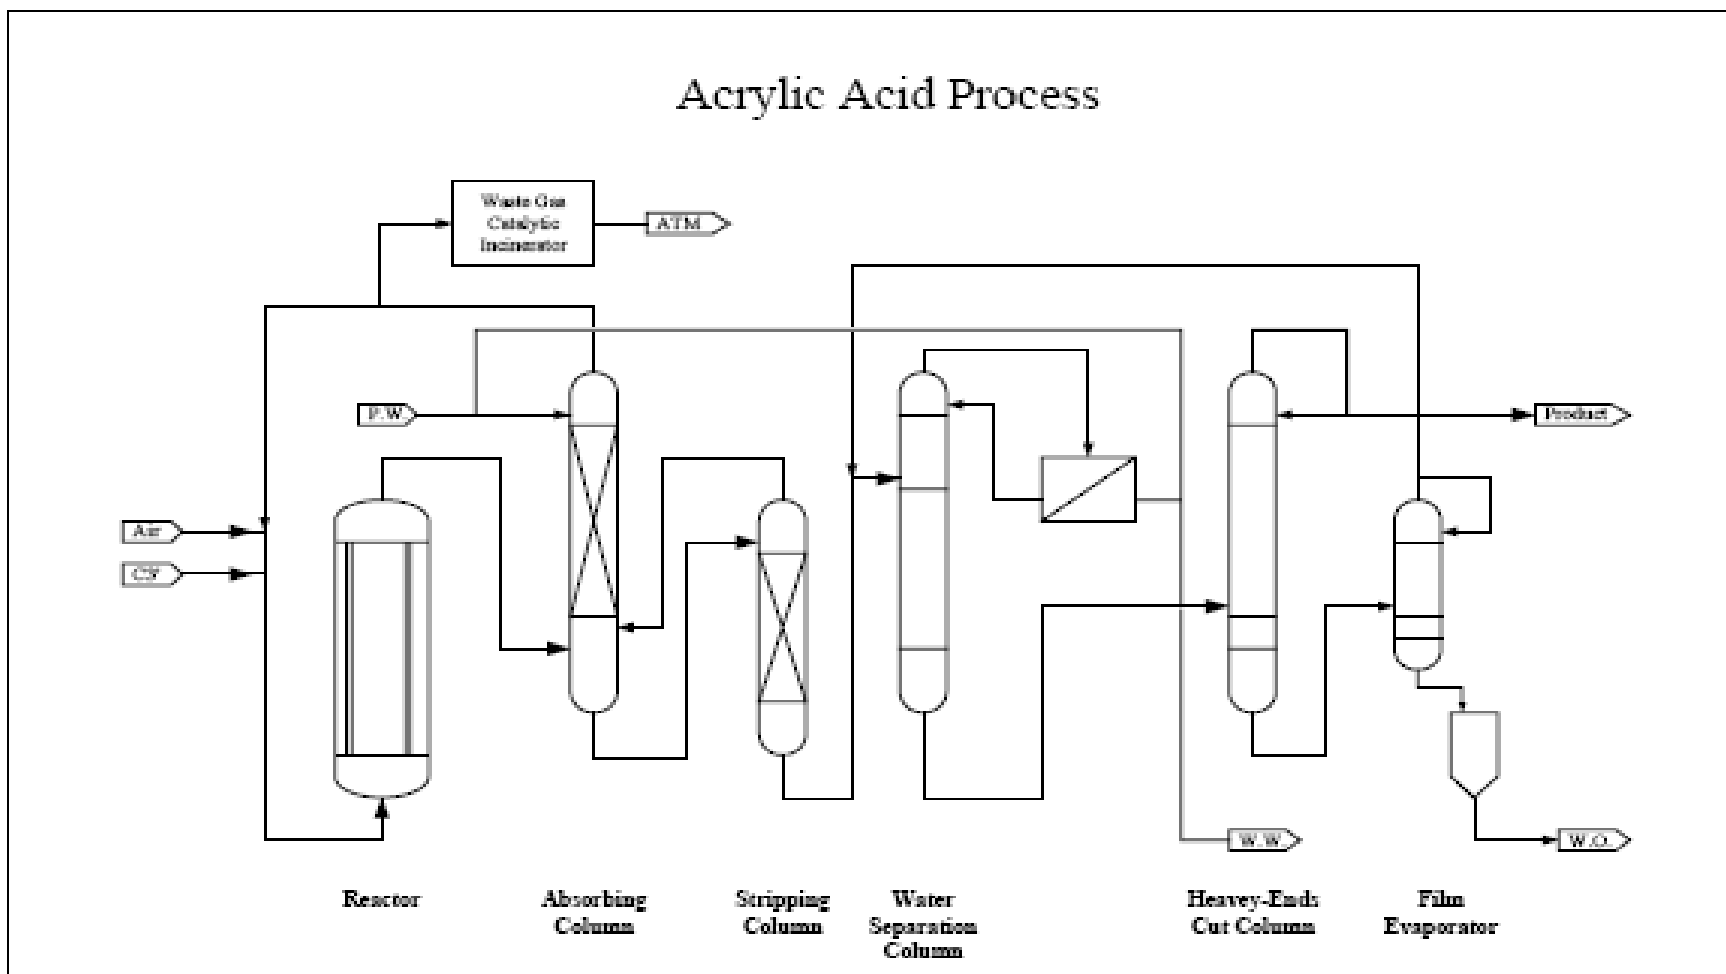 Acrylic Acid Process
Waste Gas
Catalytic
Incinerator
ATM
P.W.
Product
Air
C3'
W.W.
W.O.
Reactor
Absorbing
Column
Stripping
Column
Water
Separation
Column
Heavey-Ends
Cut Column
Film
Evaporator